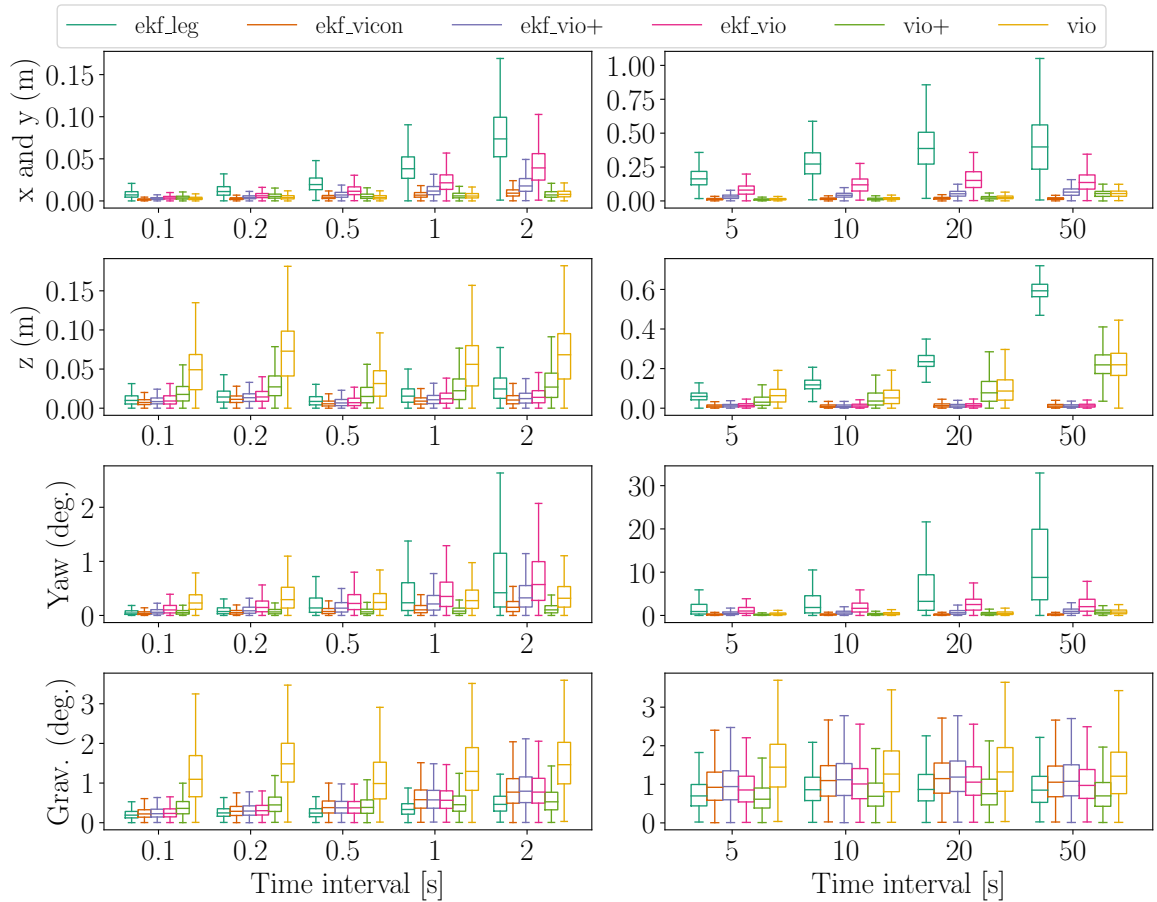 ekf_leg ekf_vicon ekf_vio+ ekf_vio vio+ vio
x and y (m)
0.15
0.10
0.05
0.00
0.1 0.2 0.5 1 2
1.00
0.75
0.50
0.25
0.00
5 10 20 50
z (m)
0.15
0.10
0.05
0.00
0.1 0.2 0.5 1 2
0.6
0.4
0.2
0.0
5 10 20 50
Yaw (deg.)
2
1
0
0.1 0.2 0.5 1 2
30
20
10
0
5 10 20 50
Grav. (deg.)
3
2
1
0
0.1 0.2 0.5 1 2
Time interval [s]
3
2
1
0
5 10 20 50
Time interval [s]